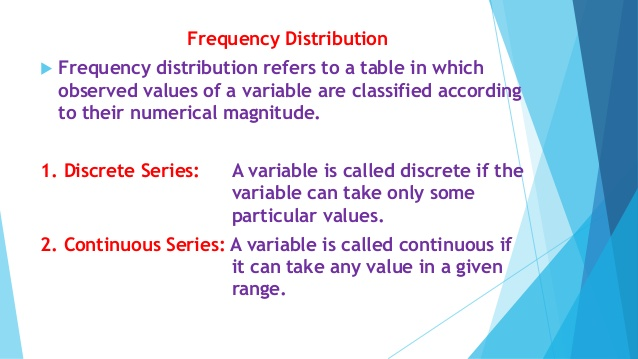 Frequency Distribution
Frequency distribution refers to a table in which
observed values of a variable are classified according
to their numerical magnitude.
1. Discrete Series: A variable is called discrete if the
variable can take only some
particular values.
2. Continuous Series: A variable is called continuous if
it can take any value in a given
range.